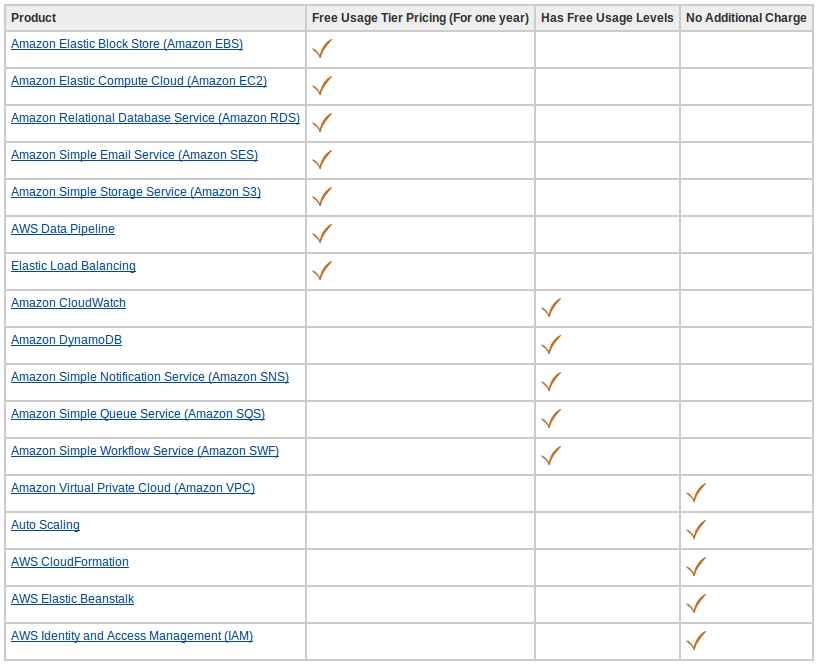 Product Free Usage Tier Pricing (For one year) Has Free Usage Levels No Additional Charge
Amazon Elastic Block Store (Amazon EBS)
Amazon Elastic Compute Cloud (Amazon EC2)
Amazon Relational Database Service (Amazon RDS)
Amazon Simple Email Service (Amazon SES)
Amazon Simple Storage Service (Amazon S3)
AWS Data Pipeline
Elastic Load Balancing
Amazon CloudWatch
Amazon DynamoDB
Amazon Simple Notification Service (Amazon SNS)
Amazon Simple Queue Service (Amazon SQS)
Amazon Simple Workflow Service (Amazon SWF)
Amazon Virtual Private Cloud (Amazon VPC)
Auto Scaling
AWS CloudFormation
AWS Elastic Beanstalk
AWS Identity and Access Management (IAM)